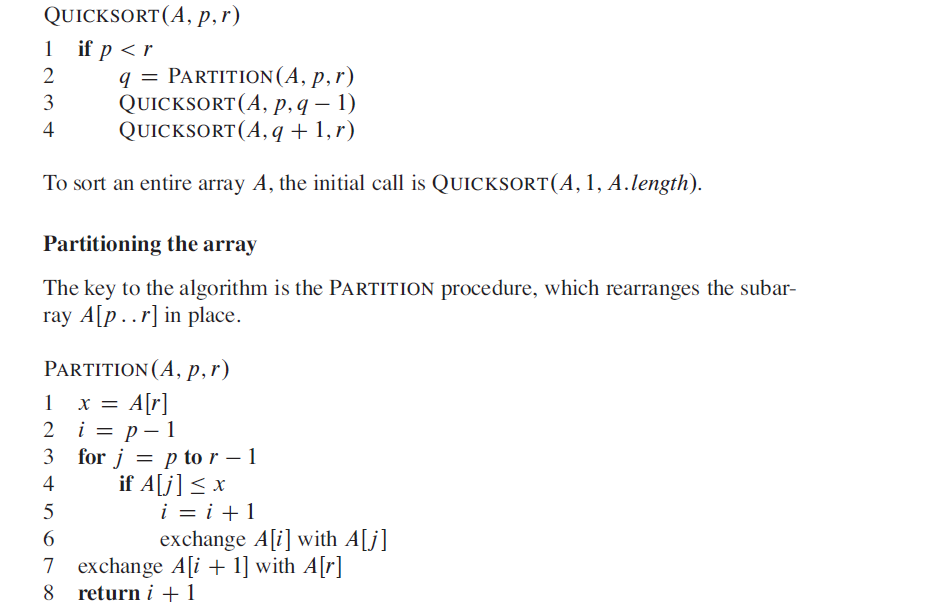 QUICKSORT(A, p, r)
1 if p < r
2 q = PARTITION(A, p, r)
3 QUICKSORT(A, p, q − 1)
4 QUICKSORT(A, q + 1, r)
To sort an entire array A, the initial call is QUICKSORT(A, 1, A.length).
Partitioning the array
The key to the algorithm is the PARTITION procedure, which rearranges the subar-
ray A[p . . r] in place.
PARTITION(A, p, r)
1 x = A[r]
2 i = p − 1
3 for j = p to r − 1
4 if A[j] ≤ x
5 i = i + 1
6 exchange A[i] with A[j]
7 exchange A[i + 1] with A[r]
8 return i + 1